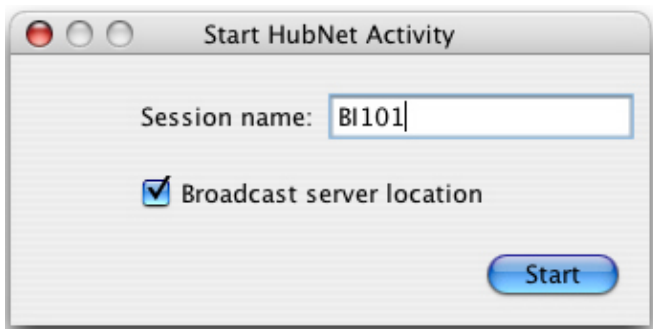 Start HubNet Activity
Session name: BI101
Broadcast server location
Start